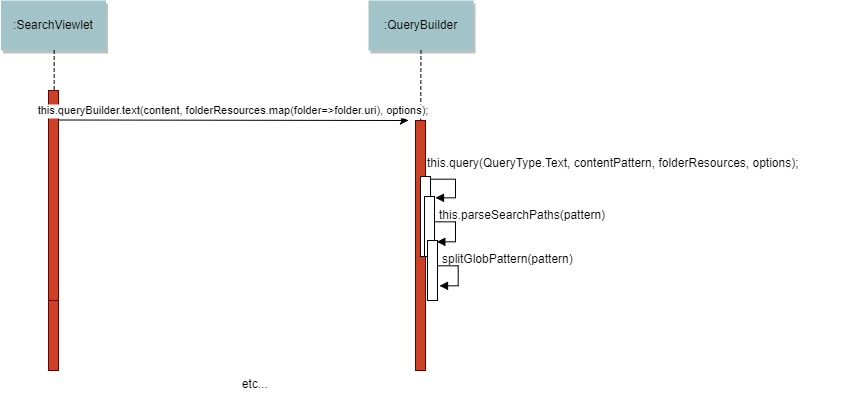 :SearchViewlet
:QueryBuilder
this.queryBuilder.text(content, folderResources.map(folder=>folder.uri), options);
this.query(QueryType.Text, contentPattern, folderResources, options);
this.parseSearchPaths(pattern)
splitGlobPattern(pattern)
etc...